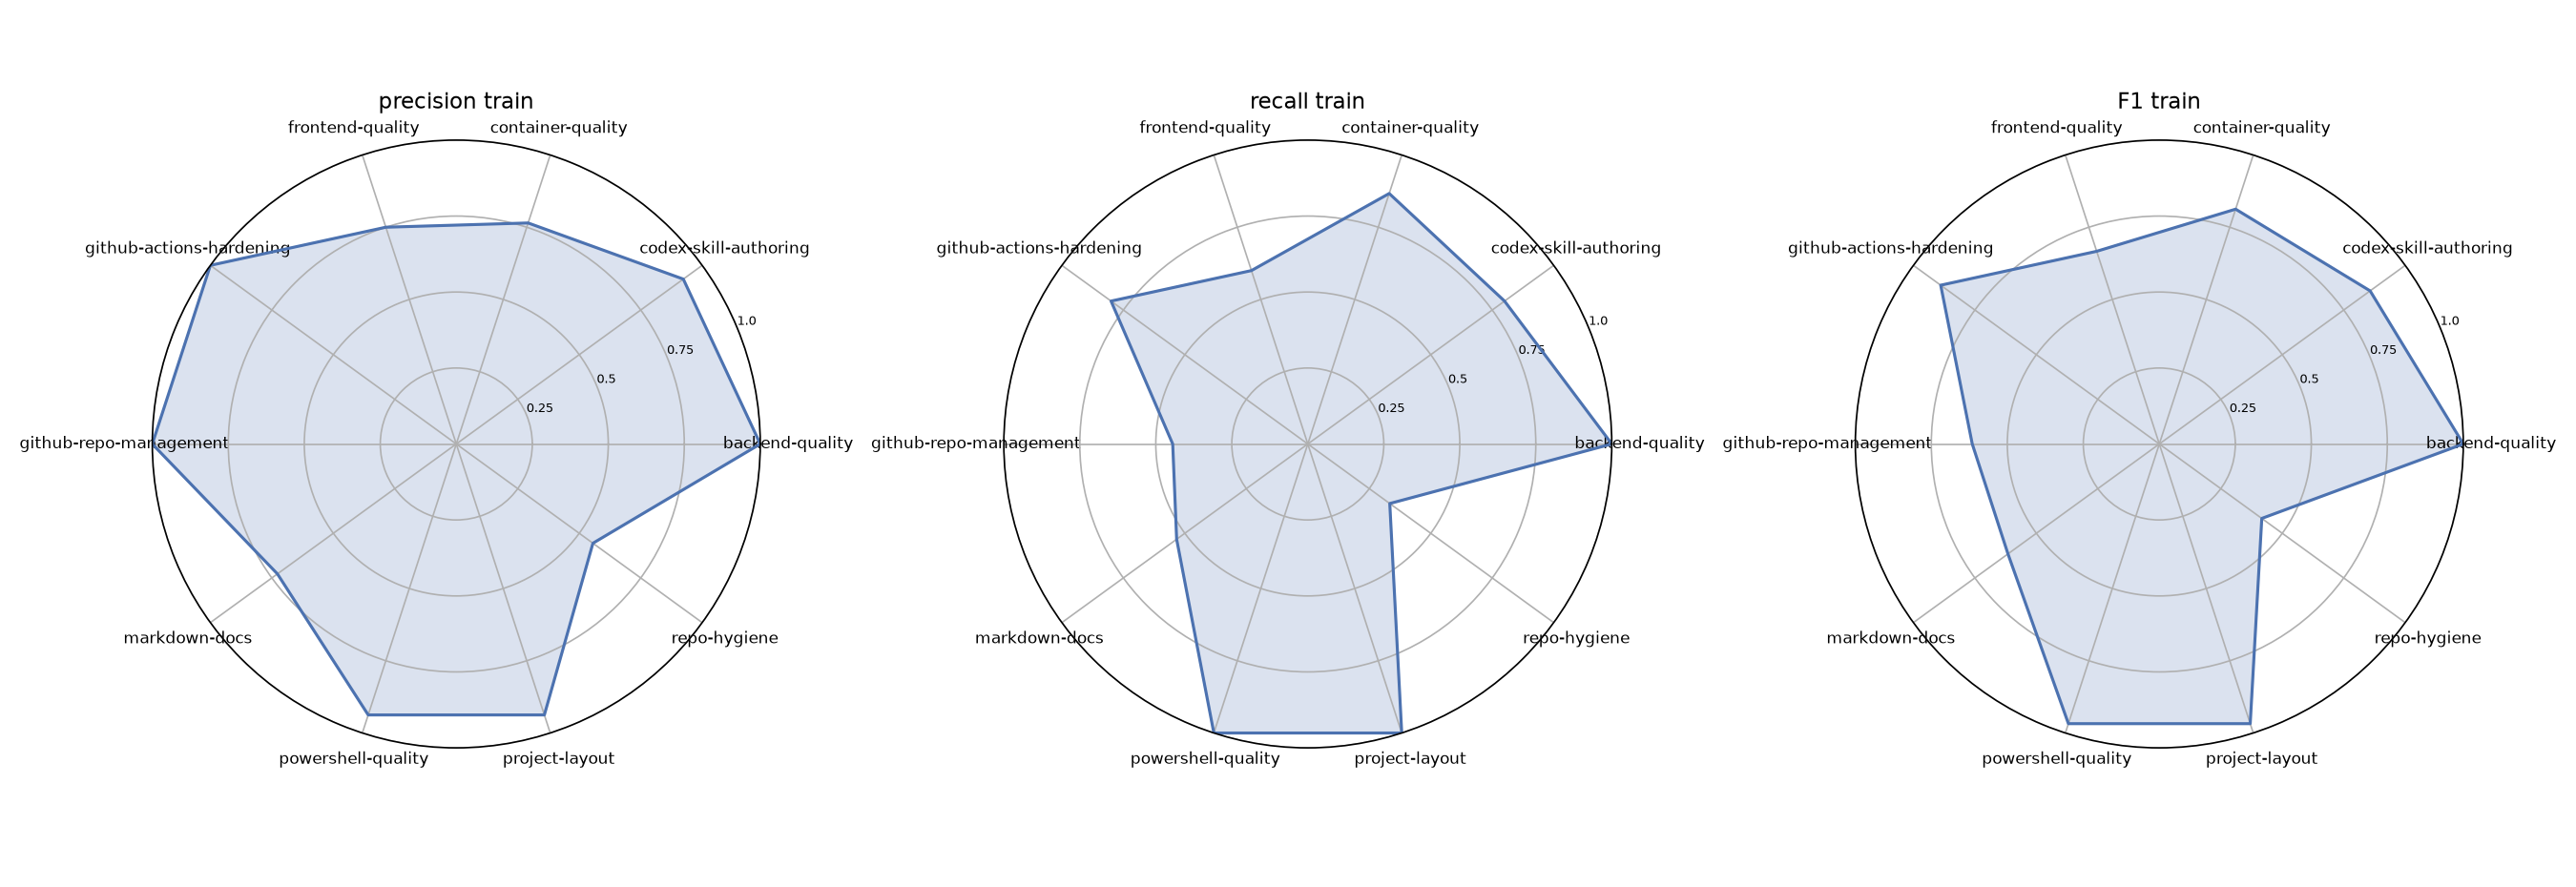 precision train
frontend-quality
container-quality
github-actions-hardening
codex-skill-authoring
1.0
0.75
0.5
0.25
github-repo-management
backend-quality
markdown-docs
repo-hygiene
powershell-quality
project-layout
recall train
frontend-quality
container-quality
github-actions-hardening
codex-skill-authoring
1.0
0.75
0.5
0.25
github-repo-management
backend-quality
markdown-docs
repo-hygiene
powershell-quality
project-layout
F1 train
frontend-quality
container-quality
github-actions-hardening
codex-skill-authoring
1.0
0.75
0.5
0.25
github-repo-management
backend-quality
markdown-docs
repo-hygiene
powershell-quality
project-layout